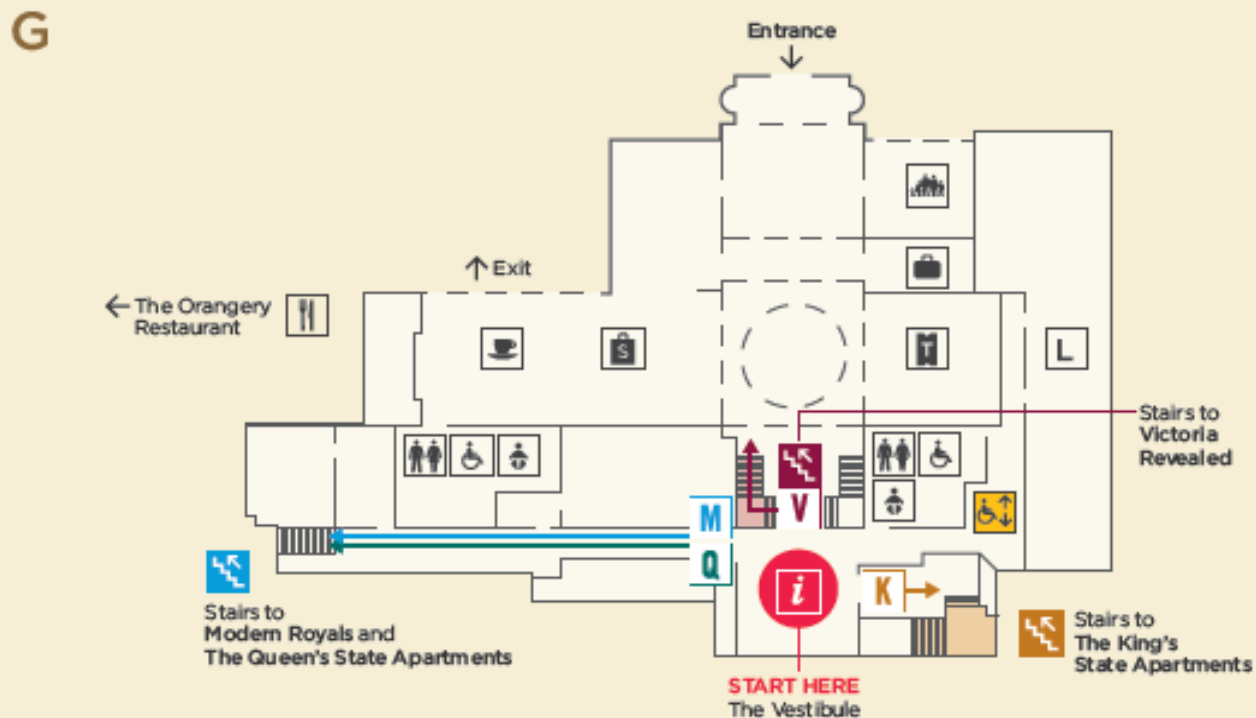 G
Entrance
Exit
The Orangery
Restaurant
S
T
L
Stairs to
Victoria
Revealed
M
V
Q
i
K
Stairs to
Modern Royals and
The Queen's State Apartments
Stairs to
The King's
State Apartments
START HERE
The Vestibule